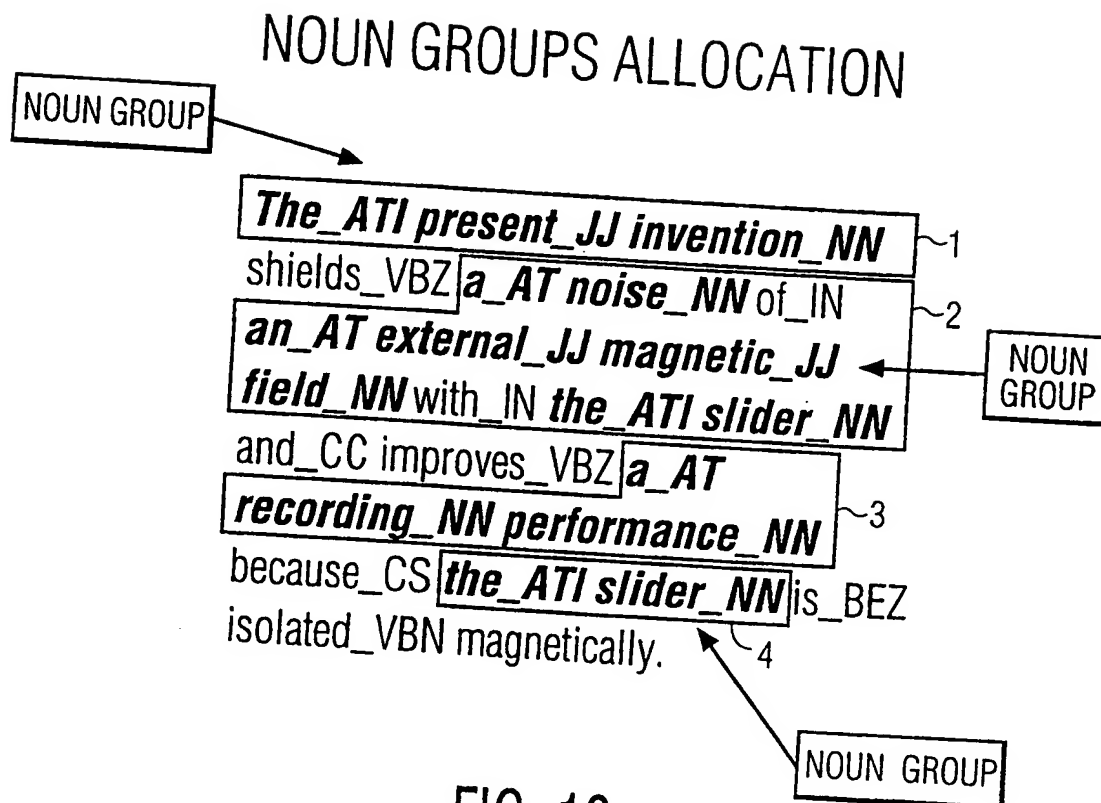 NOUN GROUPS ALLOCATION
NOUN GROUP
The_ATI present_JJ invention_NN
~1
shields_VBZ a_AT noise_NN of_IN
~2
an_AT external_JJ magnetic_JJ
NOUN
GROUP
field_NN with_IN the_ATI slider_NN
and_CC improves_VBZ a_AT
~3
recording_NN performance_NN
because_CS the_ATI slider_NN is_BEZ
4
isolated_VBN magnetically.
NOUN GROUP